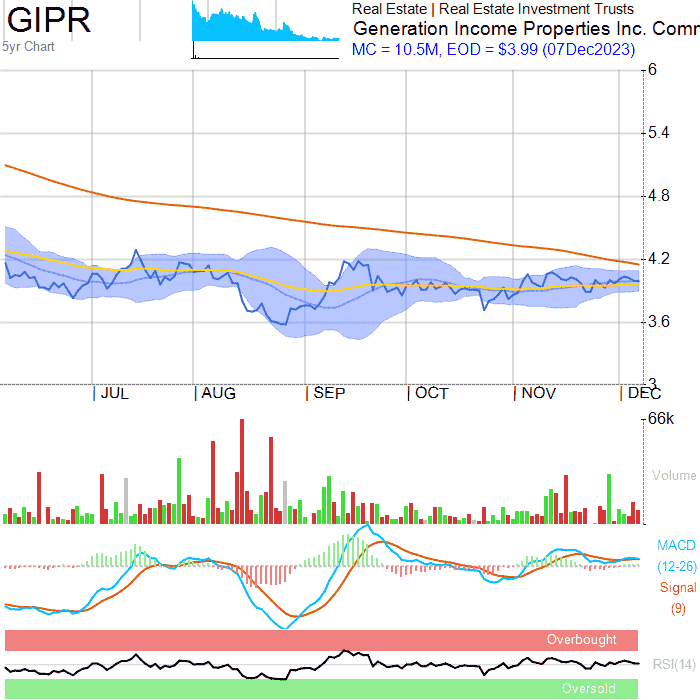 GIPR
5yr Chart
Real Estate | Real Estate Investment Trusts
Generation Income Properties Inc. Comm
MC = 10.5M, EOD = $3.99 (07Dec2023)
6
5.4
4.8
4.2
3.6
3
JUL
AUG
SEP
OCT
NOV
DEC
66k
Volume
MACD
(12-26)
Signal
(9)
Overbought
RSI(14)
Oversold